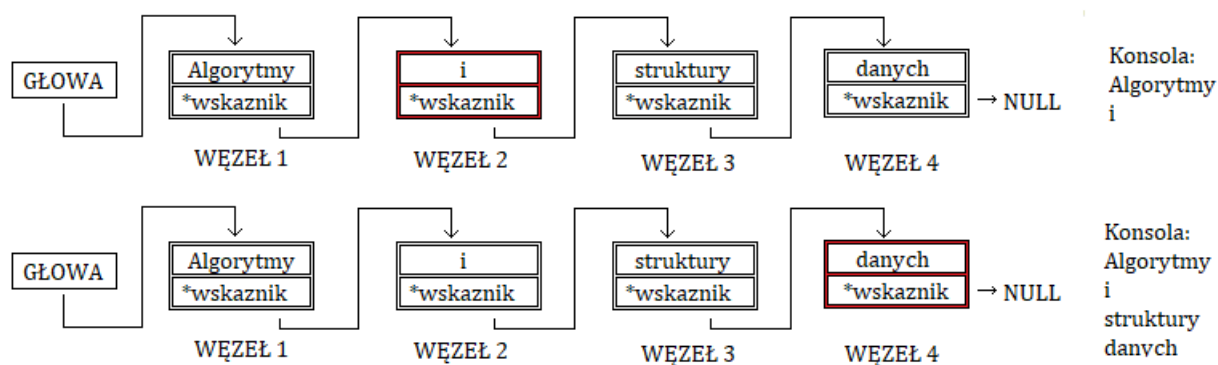 GŁOWA
Algorytmy
*wskaznik
WĘZEŁ 1
i
*wskaznik
WĘZEŁ 2
struktury
*wskaznik
WĘZEŁ 3
danych
*wskaznik
WĘZEŁ 4
→ NULL
Konsola:
Algorytmy
i
GŁOWA
Algorytmy
*wskaznik
WĘZEŁ 1
i
*wskaznik
WĘZEŁ 2
struktury
*wskaznik
WĘZEŁ 3
danych
*wskaznik
WĘZEŁ 4
→ NULL
Konsola:
Algorytmy
i
struktury
danych